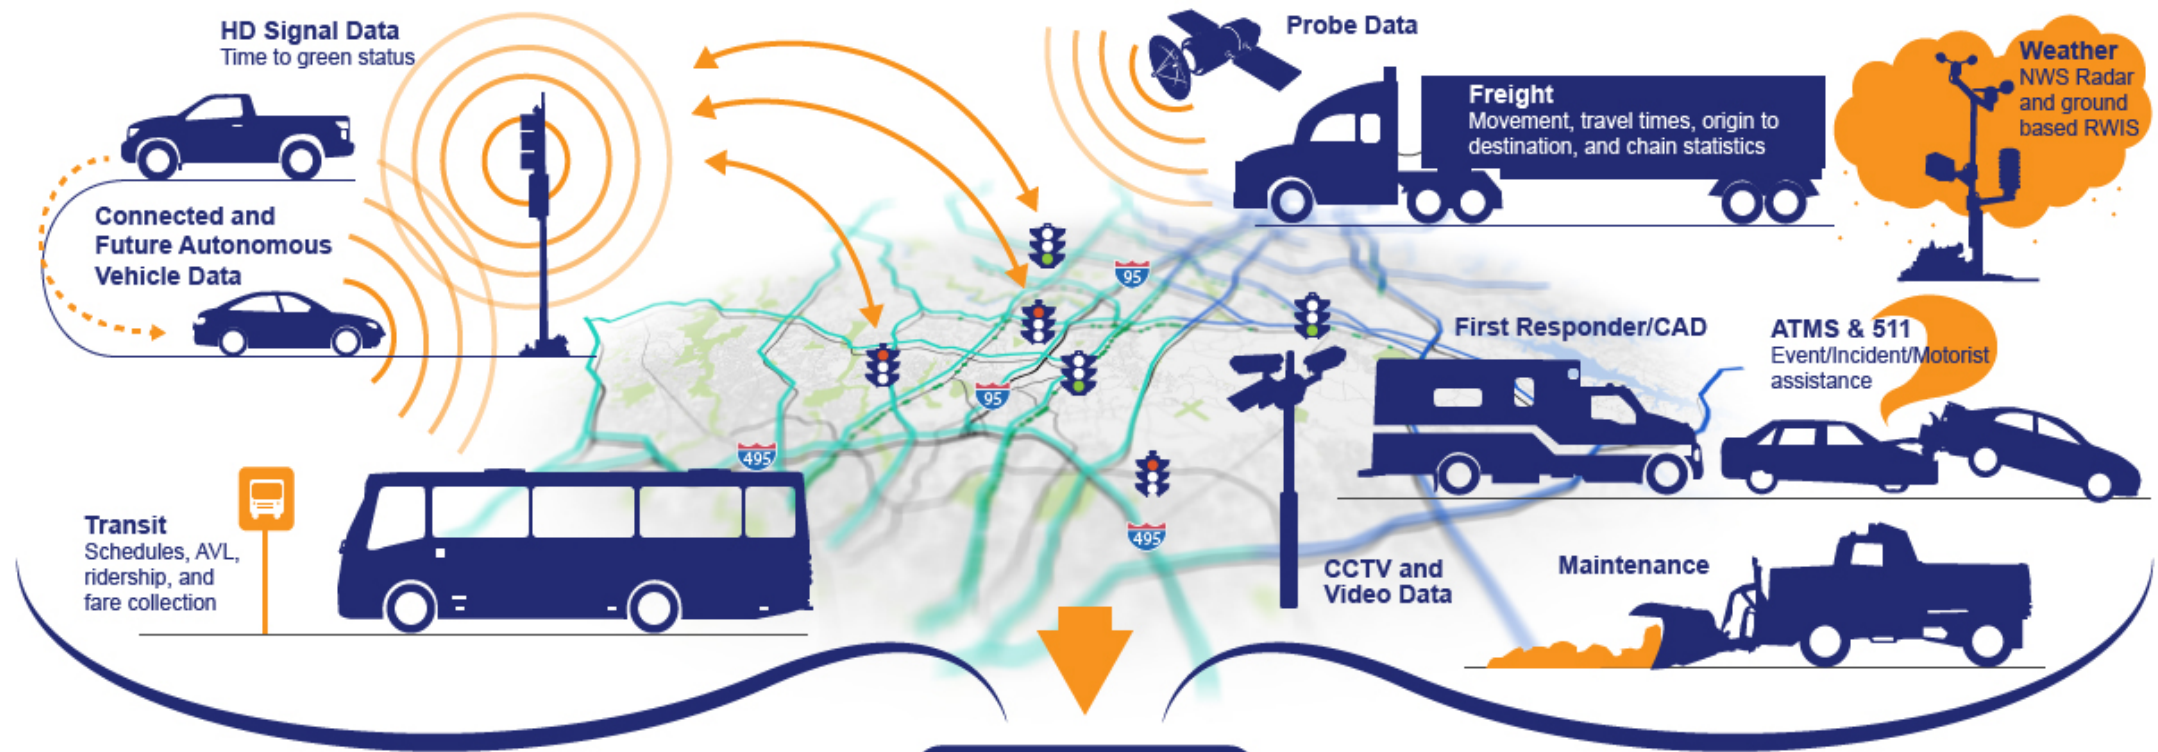 HD Signal Data
Time to green status
Connected and
Future Autonomous
Vehicle Data
Probe Data
Freight
Movement, travel times, origin to
destination, and chain statistics
Weather
NWS Radar
and ground
based RWIS
95
95
495
495
First Responder/CAD
ATMS & 511
Event/Incident/Motorist
assistance
Transit
Schedules, AVL,
ridership, and
fare collection
CCTV and
Video Data
Maintenance